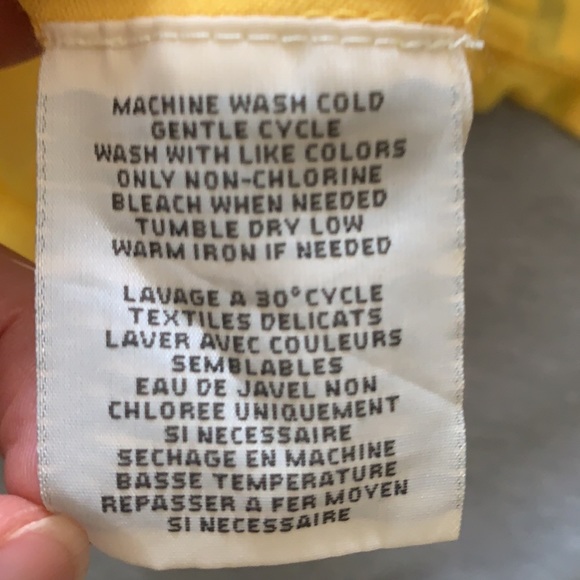 MACHINE WASH COLD
GENTLE CYCLE
WASH WITH LIKE COLORS
ONLY NON-CHLORINE
BLEACH WHEN NEEDED
TUMBLE DRY LOW
WARM IRON IF NEEDED
LAVAGE A 30° CYCLE
TEXTILES DELICATS
LAVER AVEC COULEURS
SEMBLABLES
EAU DE JAVEL NON
CHLOREE UNIQUEMENT
SI NECESSAIRE
SECHAGE EN MACHINE
BASSE TEMPERATURE
REPASSER A FER MOYEN
SI NECESSAIRE